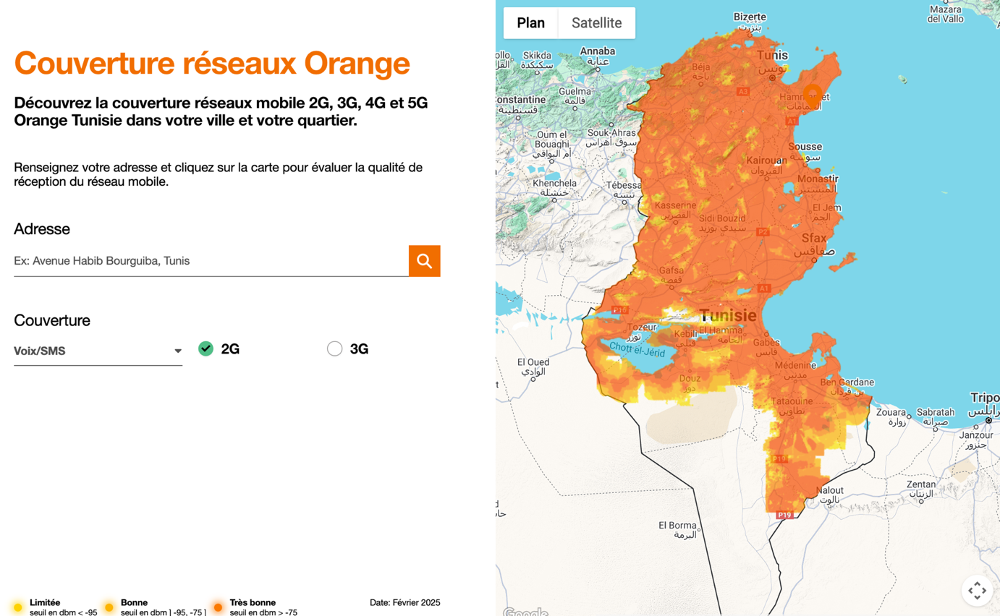 Couverture réseaux Orange
Découvrez la couverture réseaux mobile 2G, 3G, 4G et 5G
Orange Tunisie dans votre ville et votre quartier.
Renseignez votre adresse et cliquez sur la carte pour évaluer la qualité de
réception du réseau mobile.
Adresse
Ex: Avenue Habib Bourguiba, Tunis
Couverture
Voix/SMS
2G
3G
Limitée
seuil en dbm < -95
Bonne
seuil en dbm ] -95, -75 ]
Très bonne
seuil en dbm > -75
Date: Février 2025
Plan
Satellite
Bizerte
بنزرت
Mazara
del Vallo
Skikda
سكيكدة
Annaba
عنابة
Tunis
تونس
Béja
باجة
Guelma
قالمة
onstantine
قسنطينة
A3
Hammamet
الحمامات
A1
Souk-Ahras
سوق أهراس
Oum el
Bouaghi
أم البواقي
Sousse
سوسة
Kairouan
القيروان
Monastir
المنستير
Khenchela
خنشلة
Tébessa
تبسة
Kasserine
القصرين
El Jem
الجم
Sidi Bouzid
سيدي بوزيد
P2
Sfax
صفاقس
Gafsa
قفصة
A1
P16
Tunisie
Tozeur
توزر
Kebili
قبلي
El Hamma
الحامة
Gabès
قابس
Chott el-Jérid
El Oued
الوادي
Médenine
مدنين
Douz
دوز
Ben Gardane
بن قردان
Tataouine
تطاوين
Zouara
زوارة
Sabratah
صبراتة
Tripo
Janzour
جنزور
P19
Nalout
نالوت
Zentan
الزنتان
P19
El Borma
البرمة
Google